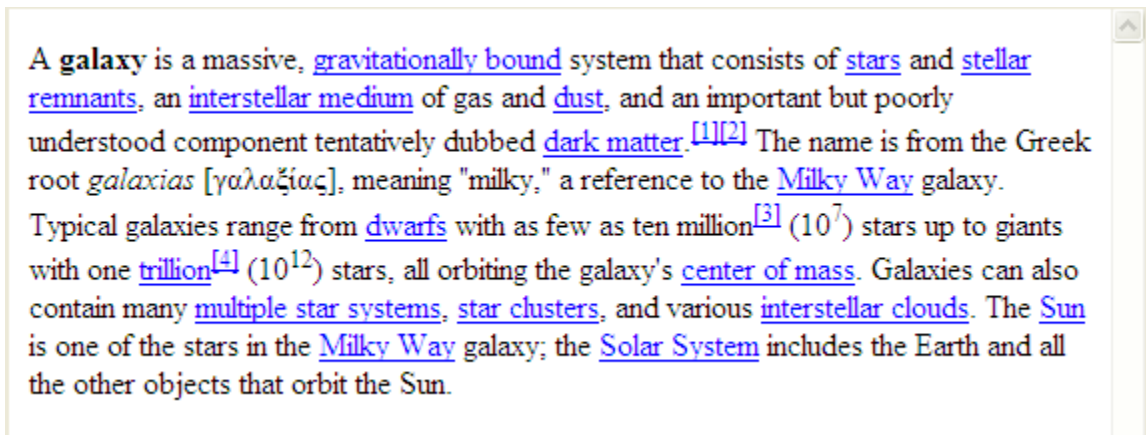 A galaxy is a massive, gravitationally bound system that consists of stars and stellar
remnants, an interstellar medium of gas and dust, and an important but poorly
understood component tentatively dubbed dark matter.[1][2] The name is from the Greek
root galaxias [γαλαξίας], meaning "milky," a reference to the Milky Way galaxy.
Typical galaxies range from dwarfs with as few as ten million[3] (10⁷) stars up to giants
with one trillion[4] (10¹²) stars, all orbiting the galaxy's center of mass. Galaxies can also
contain many multiple star systems, star clusters, and various interstellar clouds. The Sun
is one of the stars in the Milky Way galaxy; the Solar System includes the Earth and all
the other objects that orbit the Sun.